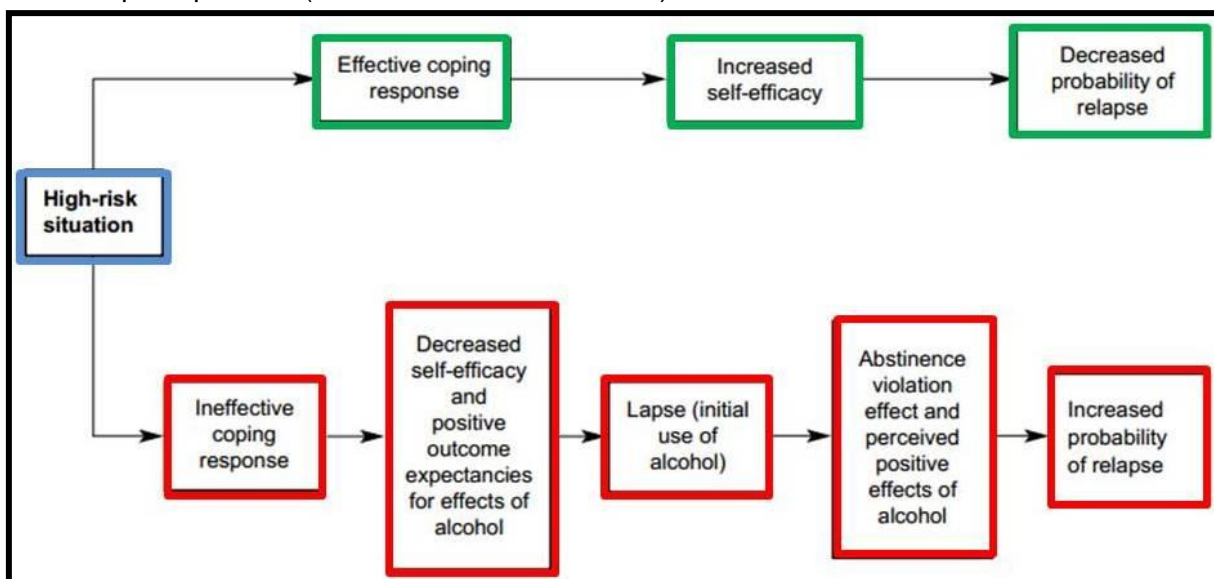 Effective coping
response
Increased
self-efficacy
Decreased
probability of
relapse
High-risk
situation
Ineffective
coping
response
Decreased
self-efficacy
and
positive
outcome
expectancies
for effects of
alcohol
Lapse (initial
use of
alcohol)
Abstinence
violation
effect and
perceived
positive
effects of
alcohol
Increased
probability
of relapse